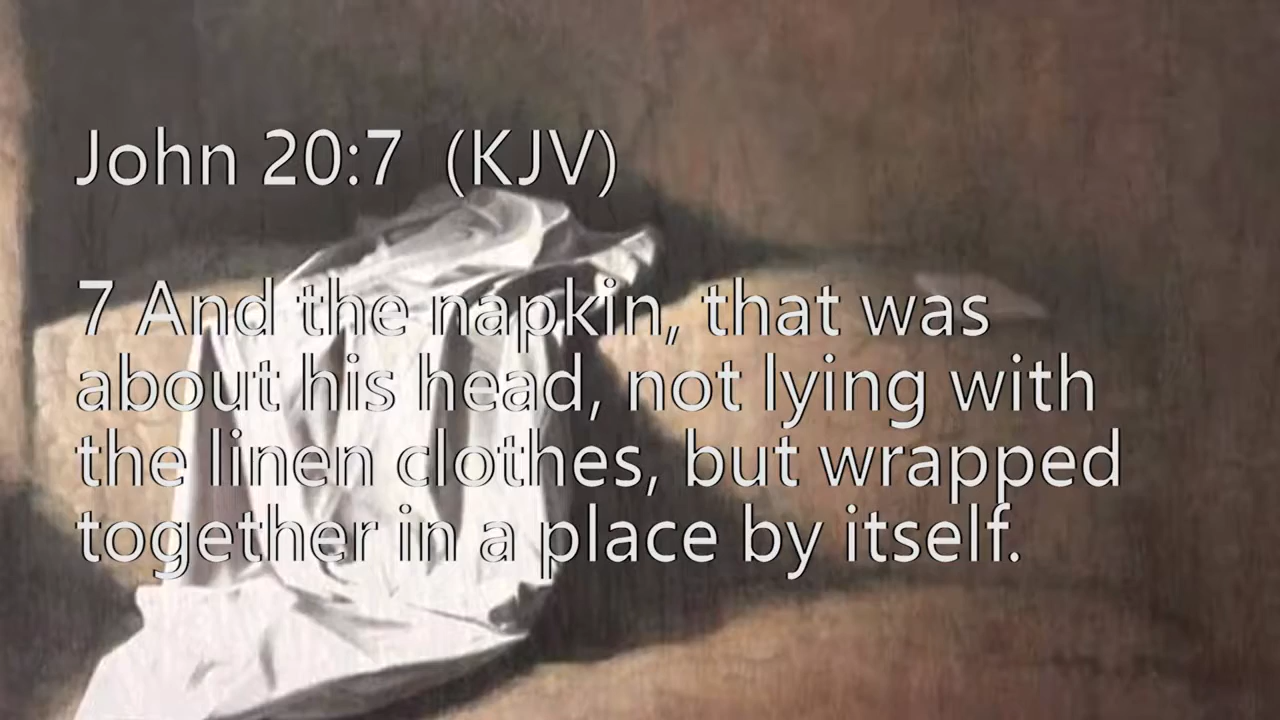 John 20:7 (KJV)
7 And the napkin, that was
about his head, not lying with
the linen clothes, but wrapped
together in a place by itself.